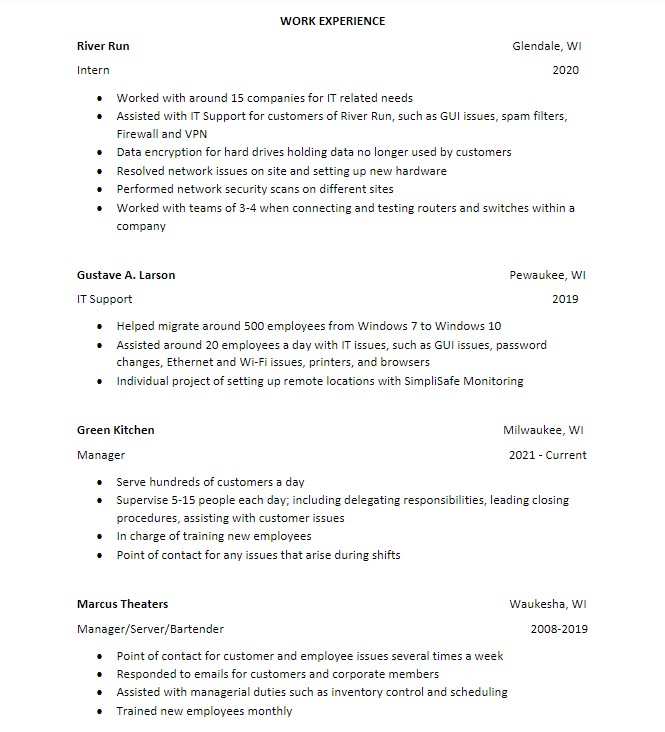 WORK EXPERIENCE
River Run Glendale, WI
Intern 2020
• Worked with around 15 companies for IT related needs
• Assisted with IT Support for customers of River Run, such as GUI issues, spam filters,
Firewall and VPN
• Data encryption for hard drives holding data no longer used by customers
• Resolved network issues on site and setting up new hardware
• Performed network security scans on different sites
• Worked with teams of 3-4 when connecting and testing routers and switches within a
company
Gustave A. Larson Pewaukee, WI
IT Support 2019
• Helped migrate around 500 employees from Windows 7 to Windows 10
• Assisted around 20 employees a day with IT issues, such as GUI issues, password
changes, Ethernet and Wi-Fi issues, printers, and browsers
• Individual project of setting up remote locations with SimpliSafe Monitoring
Green Kitchen Milwaukee, WI
Manager 2021 - Current
• Serve hundreds of customers a day
• Supervise 5-15 people each day; including delegating responsibilities, leading closing
procedures, assisting with customer issues
• In charge of training new employees
• Point of contact for any issues that arise during shifts
Marcus Theaters Waukesha, WI
Manager/Server/Bartender 2008-2019
• Point of contact for customer and employee issues several times a week
• Responded to emails for customers and corporate members
• Assisted with managerial duties such as inventory control and scheduling
• Trained new employees monthly